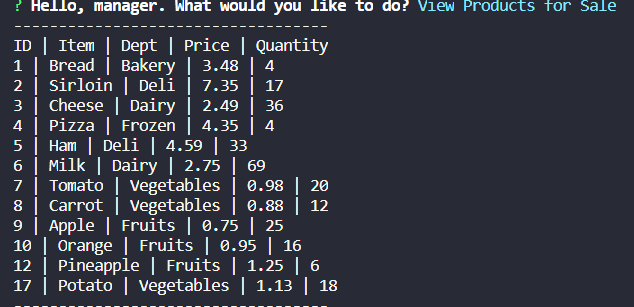 ? Hello, manager. What would you like to do? View Products for Sale
-----------------------------------
ID | Item | Dept | Price | Quantity
1 | Bread | Bakery | 3.48 | 4
2 | Sirloin | Deli | 7.35 | 17
3 | Cheese | Dairy | 2.49 | 36
4 | Pizza | Frozen | 4.35 | 4
5 | Ham | Deli | 4.59 | 33
6 | Milk | Dairy | 2.75 | 69
7 | Tomato | Vegetables | 0.98 | 20
8 | Carrot | Vegetables | 0.88 | 12
9 | Apple | Fruits | 0.75 | 25
10 | Orange | Fruits | 0.95 | 16
12 | Pineapple | Fruits | 1.25 | 6
17 | Potato | Vegetables | 1.13 | 18
-----------------------------------